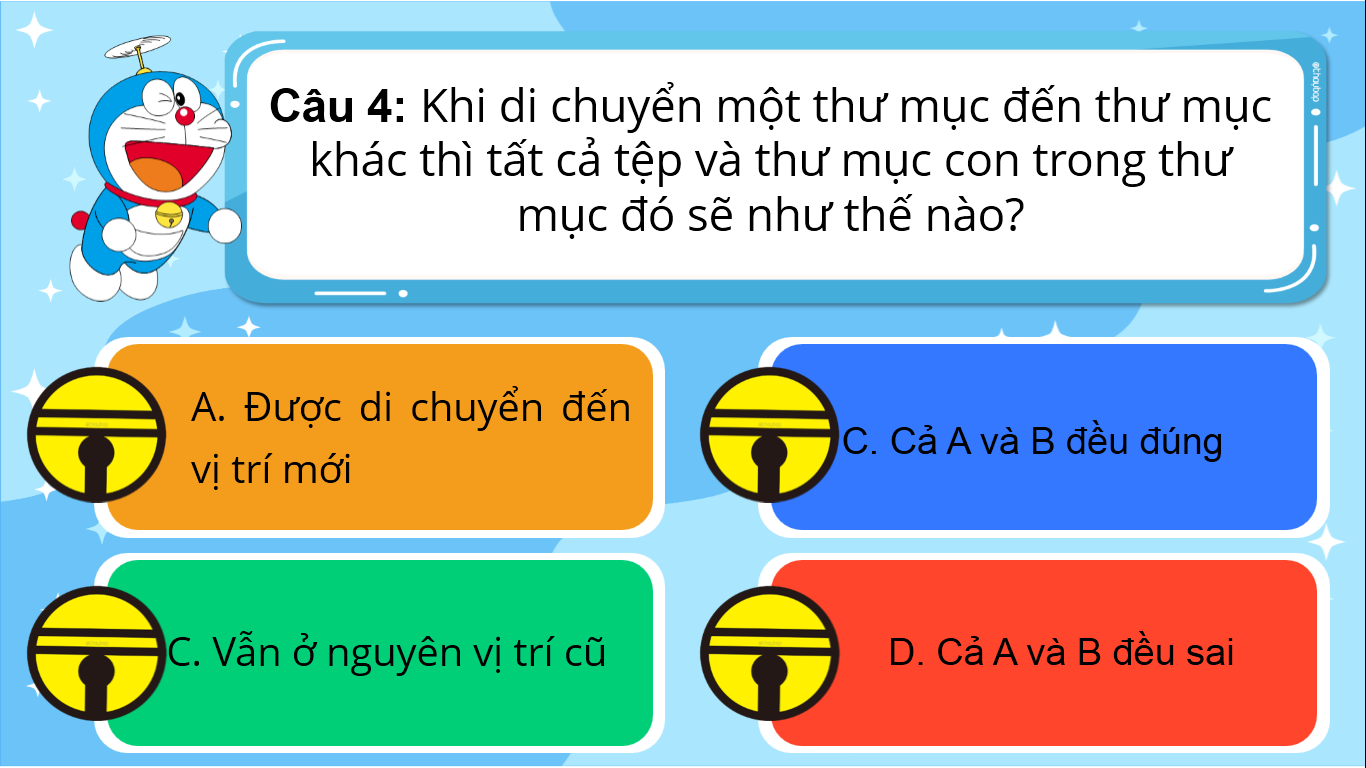 Câu 4: Khi di chuyển một thư mục đến thư mục
khác thì tất cả tệp và thư mục con trong thư
mục đó sẽ như thế nào?
A. Được di chuyển đến
vị trí mới
C. Cả A và B đều đúng
C. Vẫn ở nguyên vị trí cũ
D. Cả A và B đều sai